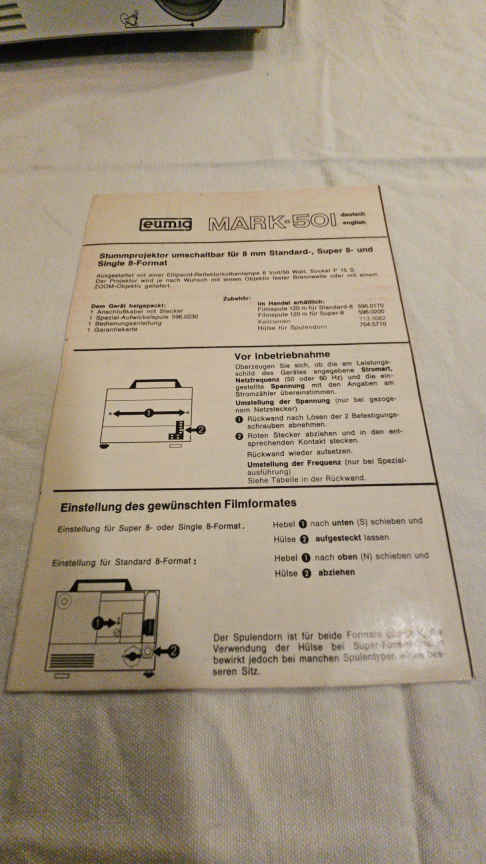 eumig MARK·501 deutsch
english
Stummprojektor umschaltbar für 8 mm Standard-, Super 8- und
Single 8-Format
Ausgestattet mit einer Ellipsoid-Reflektorkolbenlampe 8 Volt/50 Watt, Sockel P 15 S.
Der Projektor wird je nach Wunsch mit einem Objektiv fester Brennweite oder mit einem
ZOOM-Objektiv geliefert.
Zubehör:
Dem Gerät beigepackt:
1 Anschlußkabel mit Stecker
1 Spezial-Aufwickelspule 596.0230
1 Bedienungsanleitung
1 Garantiekarte
Im Handel erhältlich:
Filmspule 120 m für Standard-8 596.0170
Filmspule 120 m für Super-8
Keilriemen
Hülse für Spulendorn 764.5710
Vor Inbetriebnahme
Überzeugen Sie sich, ob die am Leistungs-
schild des Gerätes angegebene Stromart,
Netzfrequenz (50 oder 60 Hz) und die ein-
gestellte Spannung mit den Angaben am
Stromzähler übereinstimmen.
Umstellung der Spannung (nur bei gezoge-
nem Netzstecker)
1 Rückwand nach Lösen der 2 Befestigungs-
schrauben abnehmen.
2 Roten Stecker abziehen und in den ent-
sprechenden Kontakt stecken.
Rückwand wieder aufsetzen.
Umstellung der Frequenz (nur bei Spezial-
ausführung)
Siehe Tabelle in der Rückwand.
1
2
Einstellung des gewünschten Filmformates
Einstellung für Super 8- oder Single 8-Format.
Hebel 1 nach unten (S) schieben und
Hülse 2 aufgesteckt lassen
Einstellung für Standard 8-Format:
Hebel 1 nach oben (N) schieben und
Hülse 2 abziehen
1
2
Der Spulendorn ist für beide Formate
Verwendung der Hülse bei Super-
bewirkt jedoch bei manchen Spulentypen
seren Sitz.